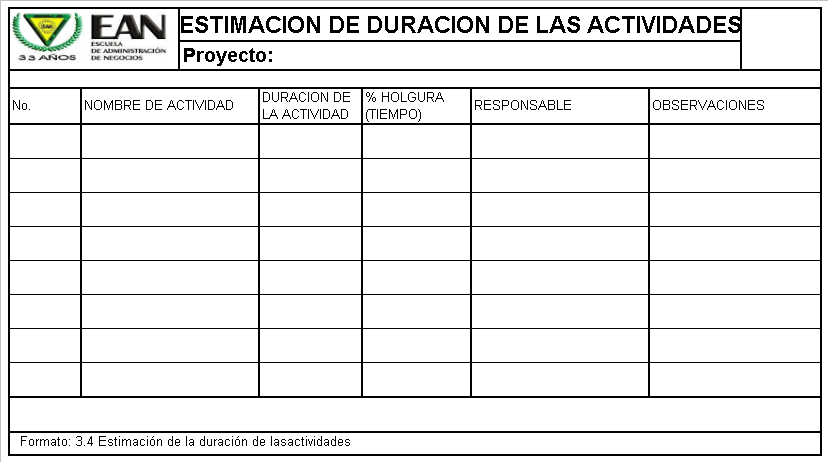 EAN
ESCUELA
DE ADMINISTRACIÓN
DE NEGOCIOS
33 AÑOS
ESTIMACION DE DURACION DE LAS ACTIVIDADES
Proyecto:
No.
NOMBRE DE ACTIVIDAD
DURACION DE
LA ACTIVIDAD
% HOLGURA
(TIEMPO)
RESPONSABLE
OBSERVACIONES
Formato: 3.4 Estimación de la duración de lasactividades